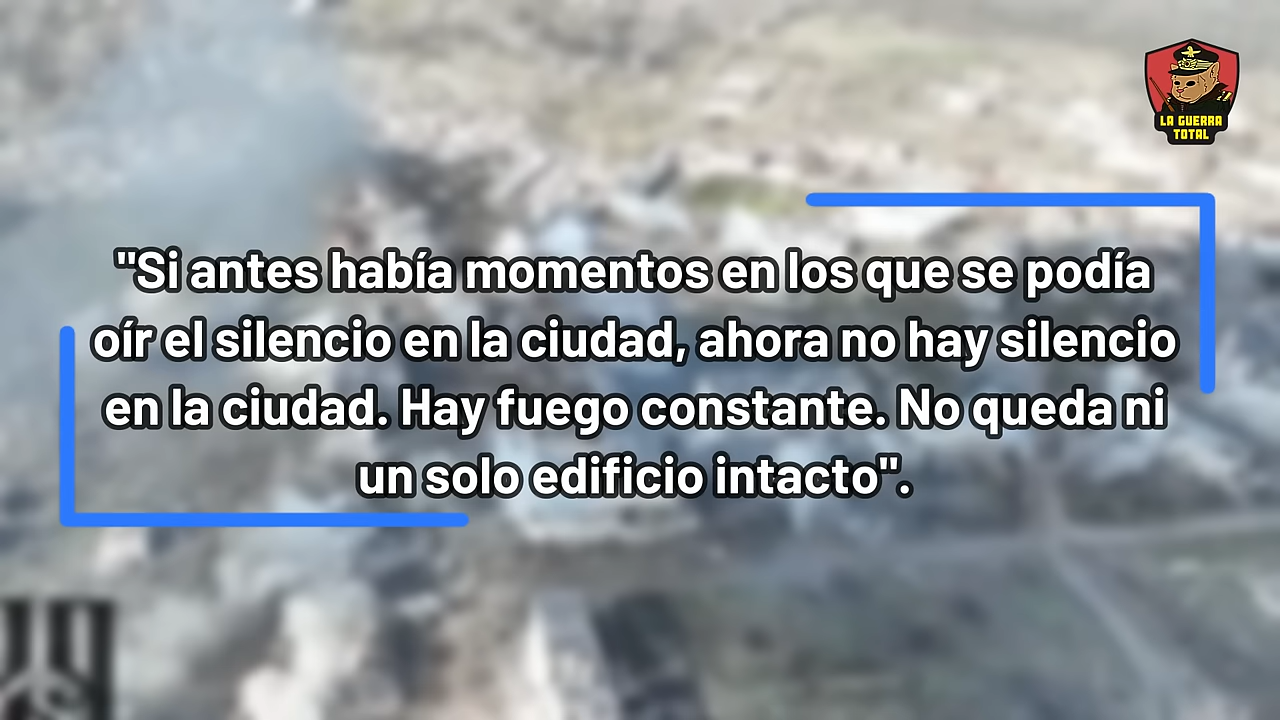 LA GUERRA
TOTAL
"Si antes había momentos en los que se podía
oír el silencio en la ciudad, ahora no hay silencio
en la ciudad. Hay fuego constante. No queda ni
un solo edificio intacto".